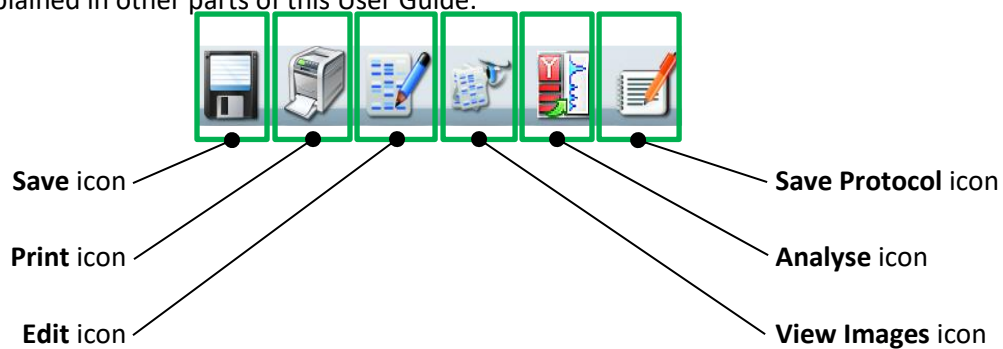 plained in other parts of this User Guide.
Y
Save icon
Save Protocol icon
Print icon
Analyse icon
Edit icon
View Images icon